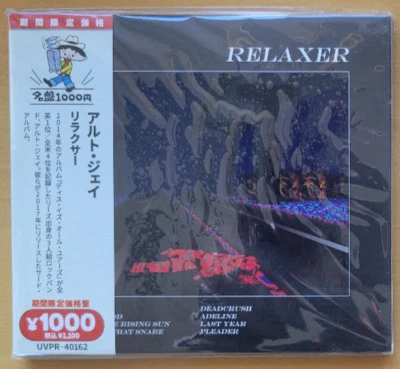 期間限定価格
名盤1000円
アルト・ジェイ
リラクサー
2014年のアルバム『ディス・イズ・オール・ユアーズ』が全
英1位/全米4位を記録したリーズ出身の3人組ロックバン
ド、アルト・ジェイ。彼らが2017年にリリースしたサード・
アルバム。
期間限定価格盤
¥1000
税込¥1,100
UVPR-40162
RELAXER
RISING SUN
SNARE
DEADCRUSH
ADELINE
LAST YEAR
PLEADER